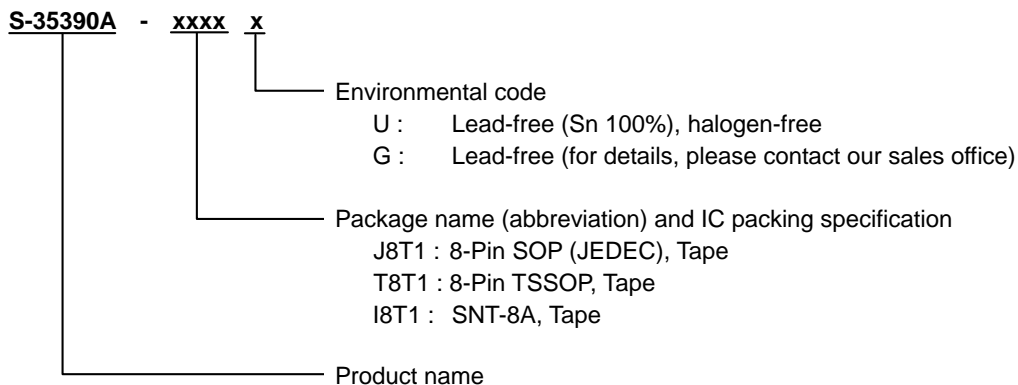 S-35390A - xxxx x
Environmental code
U : Lead-free (Sn 100%), halogen-free
G : Lead-free (for details, please contact our sales office)
Package name (abbreviation) and IC packing specification
J8T1 : 8-Pin SOP (JEDEC), Tape
T8T1 : 8-Pin TSSOP, Tape
I8T1 : SNT-8A, Tape
Product name